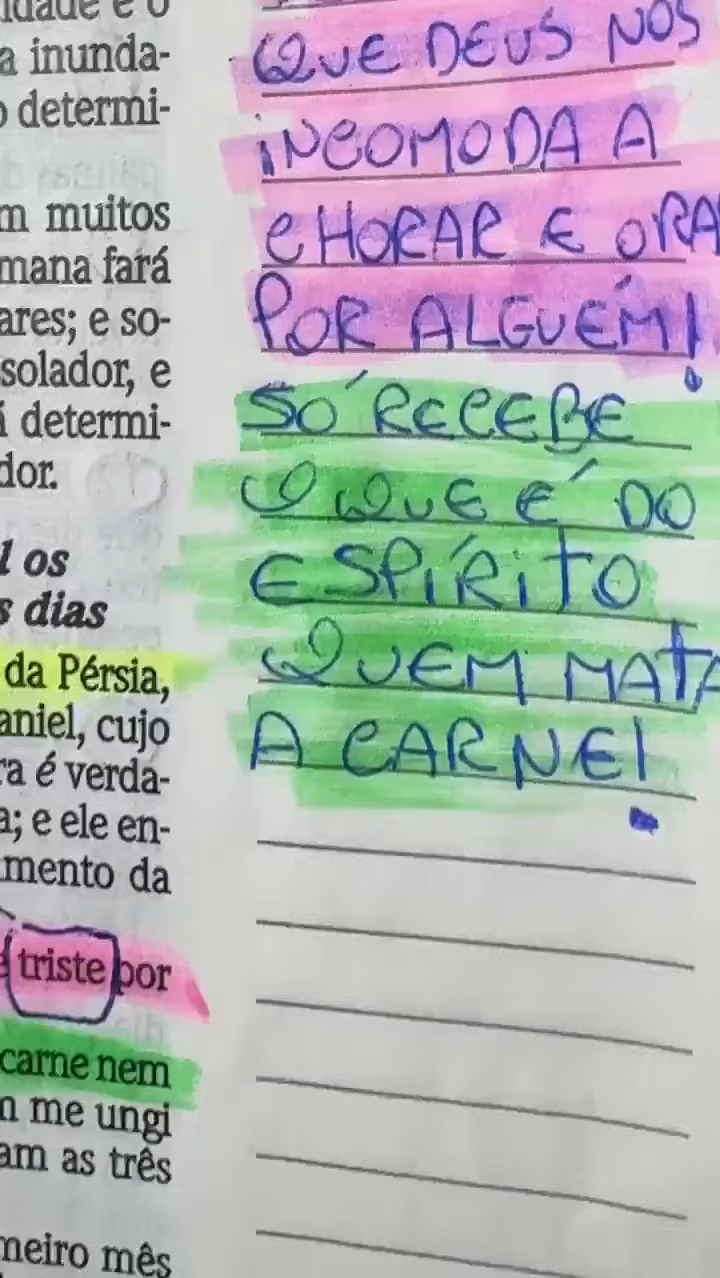 a inunda-
determi-
m muitos
mana fará
ares; e so-
solador, e
determi-
dor.
l os
s dias
da Pérsia,
aniel, cujo
ra é verda-
a; e ele en-
mento da
triste por
carne nem
n me ungi
am as três
meiro mês
QUE DEUS NOS
INCOMODA A
CHORAR E ORA
POR ALGUÉM!
SÓ RECEBE
O QUE É DO
ESPÍRITO
QUEM MATA
A CARNE!